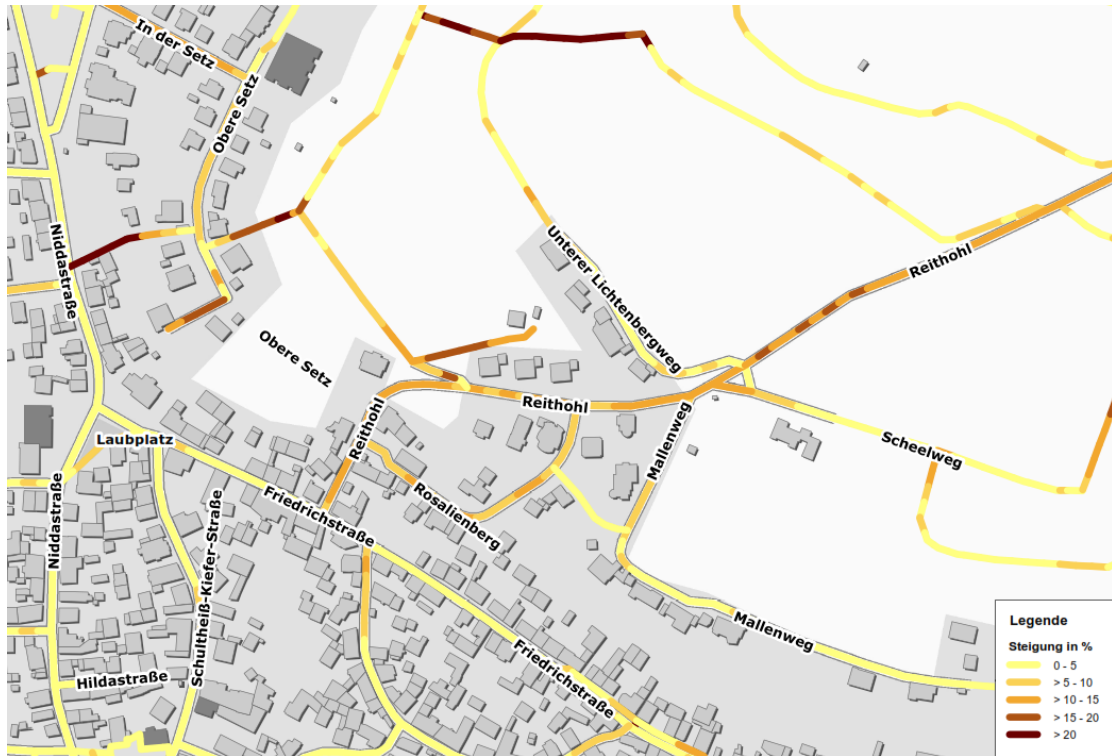 In der Setz
Obere Setz
Niddastraße
Unterer Lichtenbergweg
Reithohl
Obere Setz
Reithohl
Reithohl
Mallenweg
Laubplatz
Scheelweg
Friedrichstraße
Rosalienberg
Niddastraße
Schultheiß-Kiefer-Straße
Mallenweg
Friedrichstraße
Hildastraße
Legende
Steigung in %
0 - 5
> 5 - 10
> 10 - 15
> 15 - 20
> 20